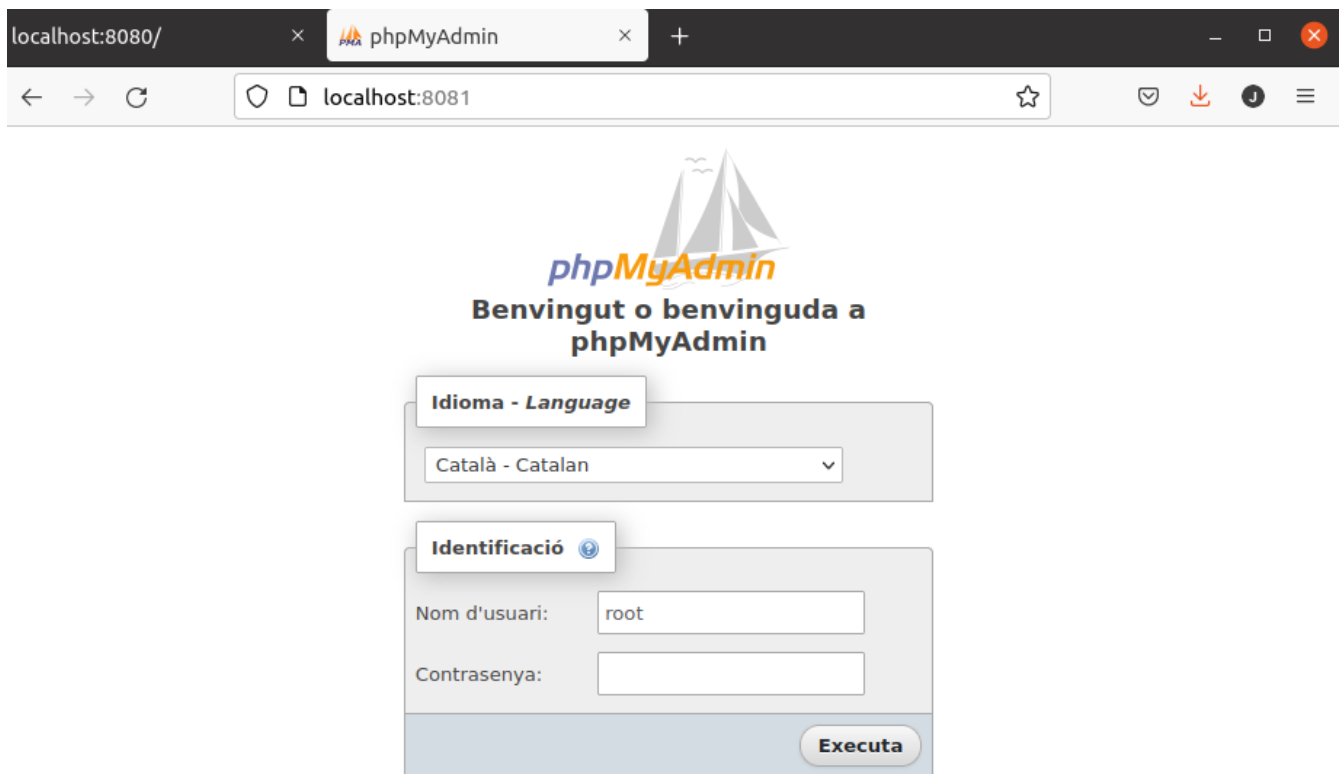 localhost:8080/
PMA phpMyAdmin
localhost:8081
J
phpMyAdmin
Benvingut o benvinguda a
phpMyAdmin
Idioma - Language
Català - Catalan
Identificació
Nom d'usuari: root
Contrasenya:
Executa